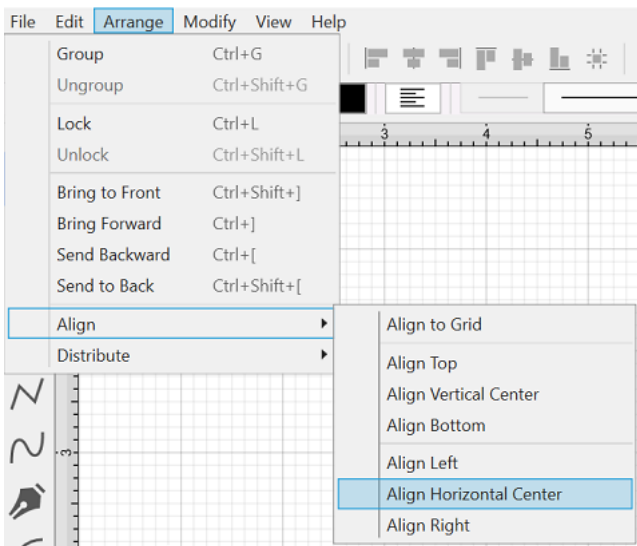 File Edit Arrange Modify View Help
Group Ctrl+G
Ungroup Ctrl+Shift+G
Lock Ctrl+L
Unlock Ctrl+Shift+L
Bring to Front Ctrl+Shift+]
Bring Forward Ctrl+]
Send Backward Ctrl+[
Send to Back Ctrl+Shift+[
Align
Distribute
3 4 5
Align to Grid
Align Top
Align Vertical Center
Align Bottom
Align Left
Align Horizontal Center
Align Right
3